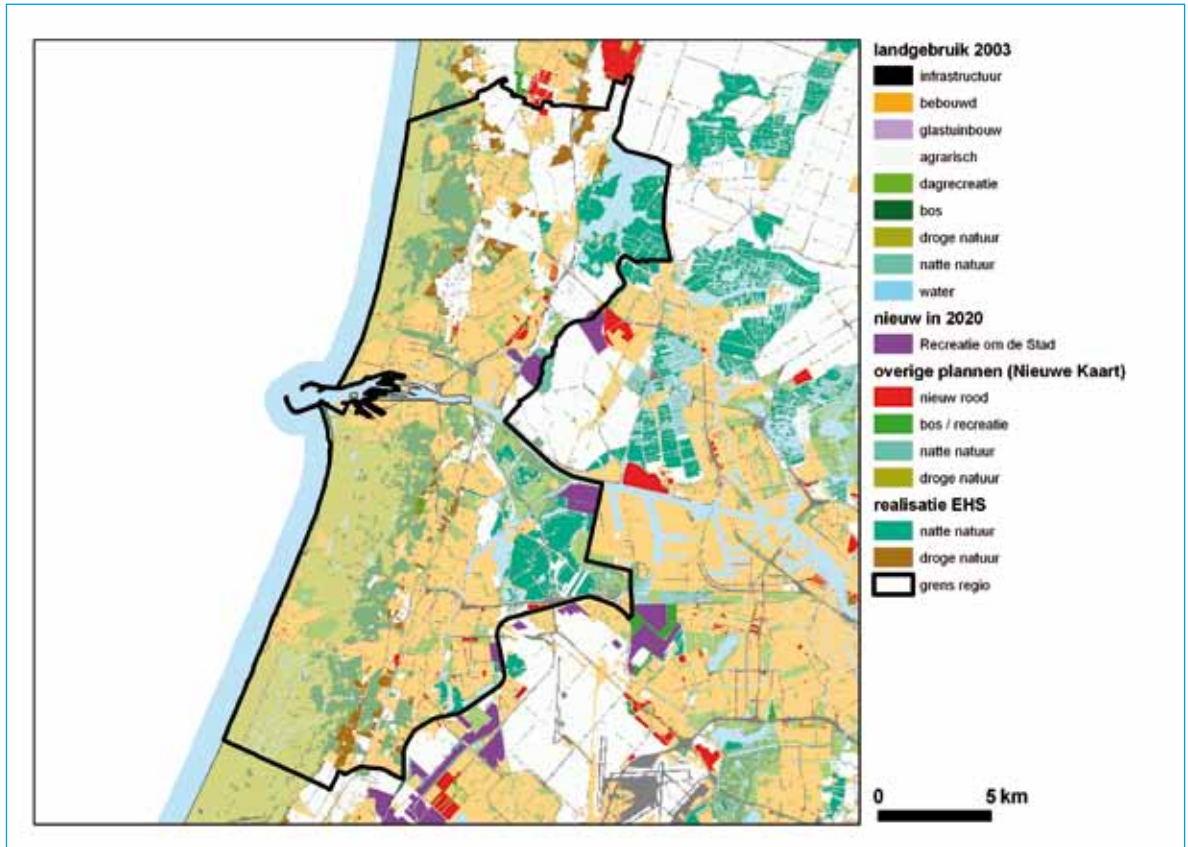 landgebruik 2003
infrastructuur
bebouwd
glastuinbouw
agrarisch
dagrecreatie
bos
droge natuur
natte natuur
water
nieuw in 2020
Recreatie om de Stad
overige plannen (Nieuwe Kaart)
nieuw rood
bos / recreatie
natte natuur
droge natuur
realisatie EHS
natte natuur
droge natuur
grens regio
0 5 km